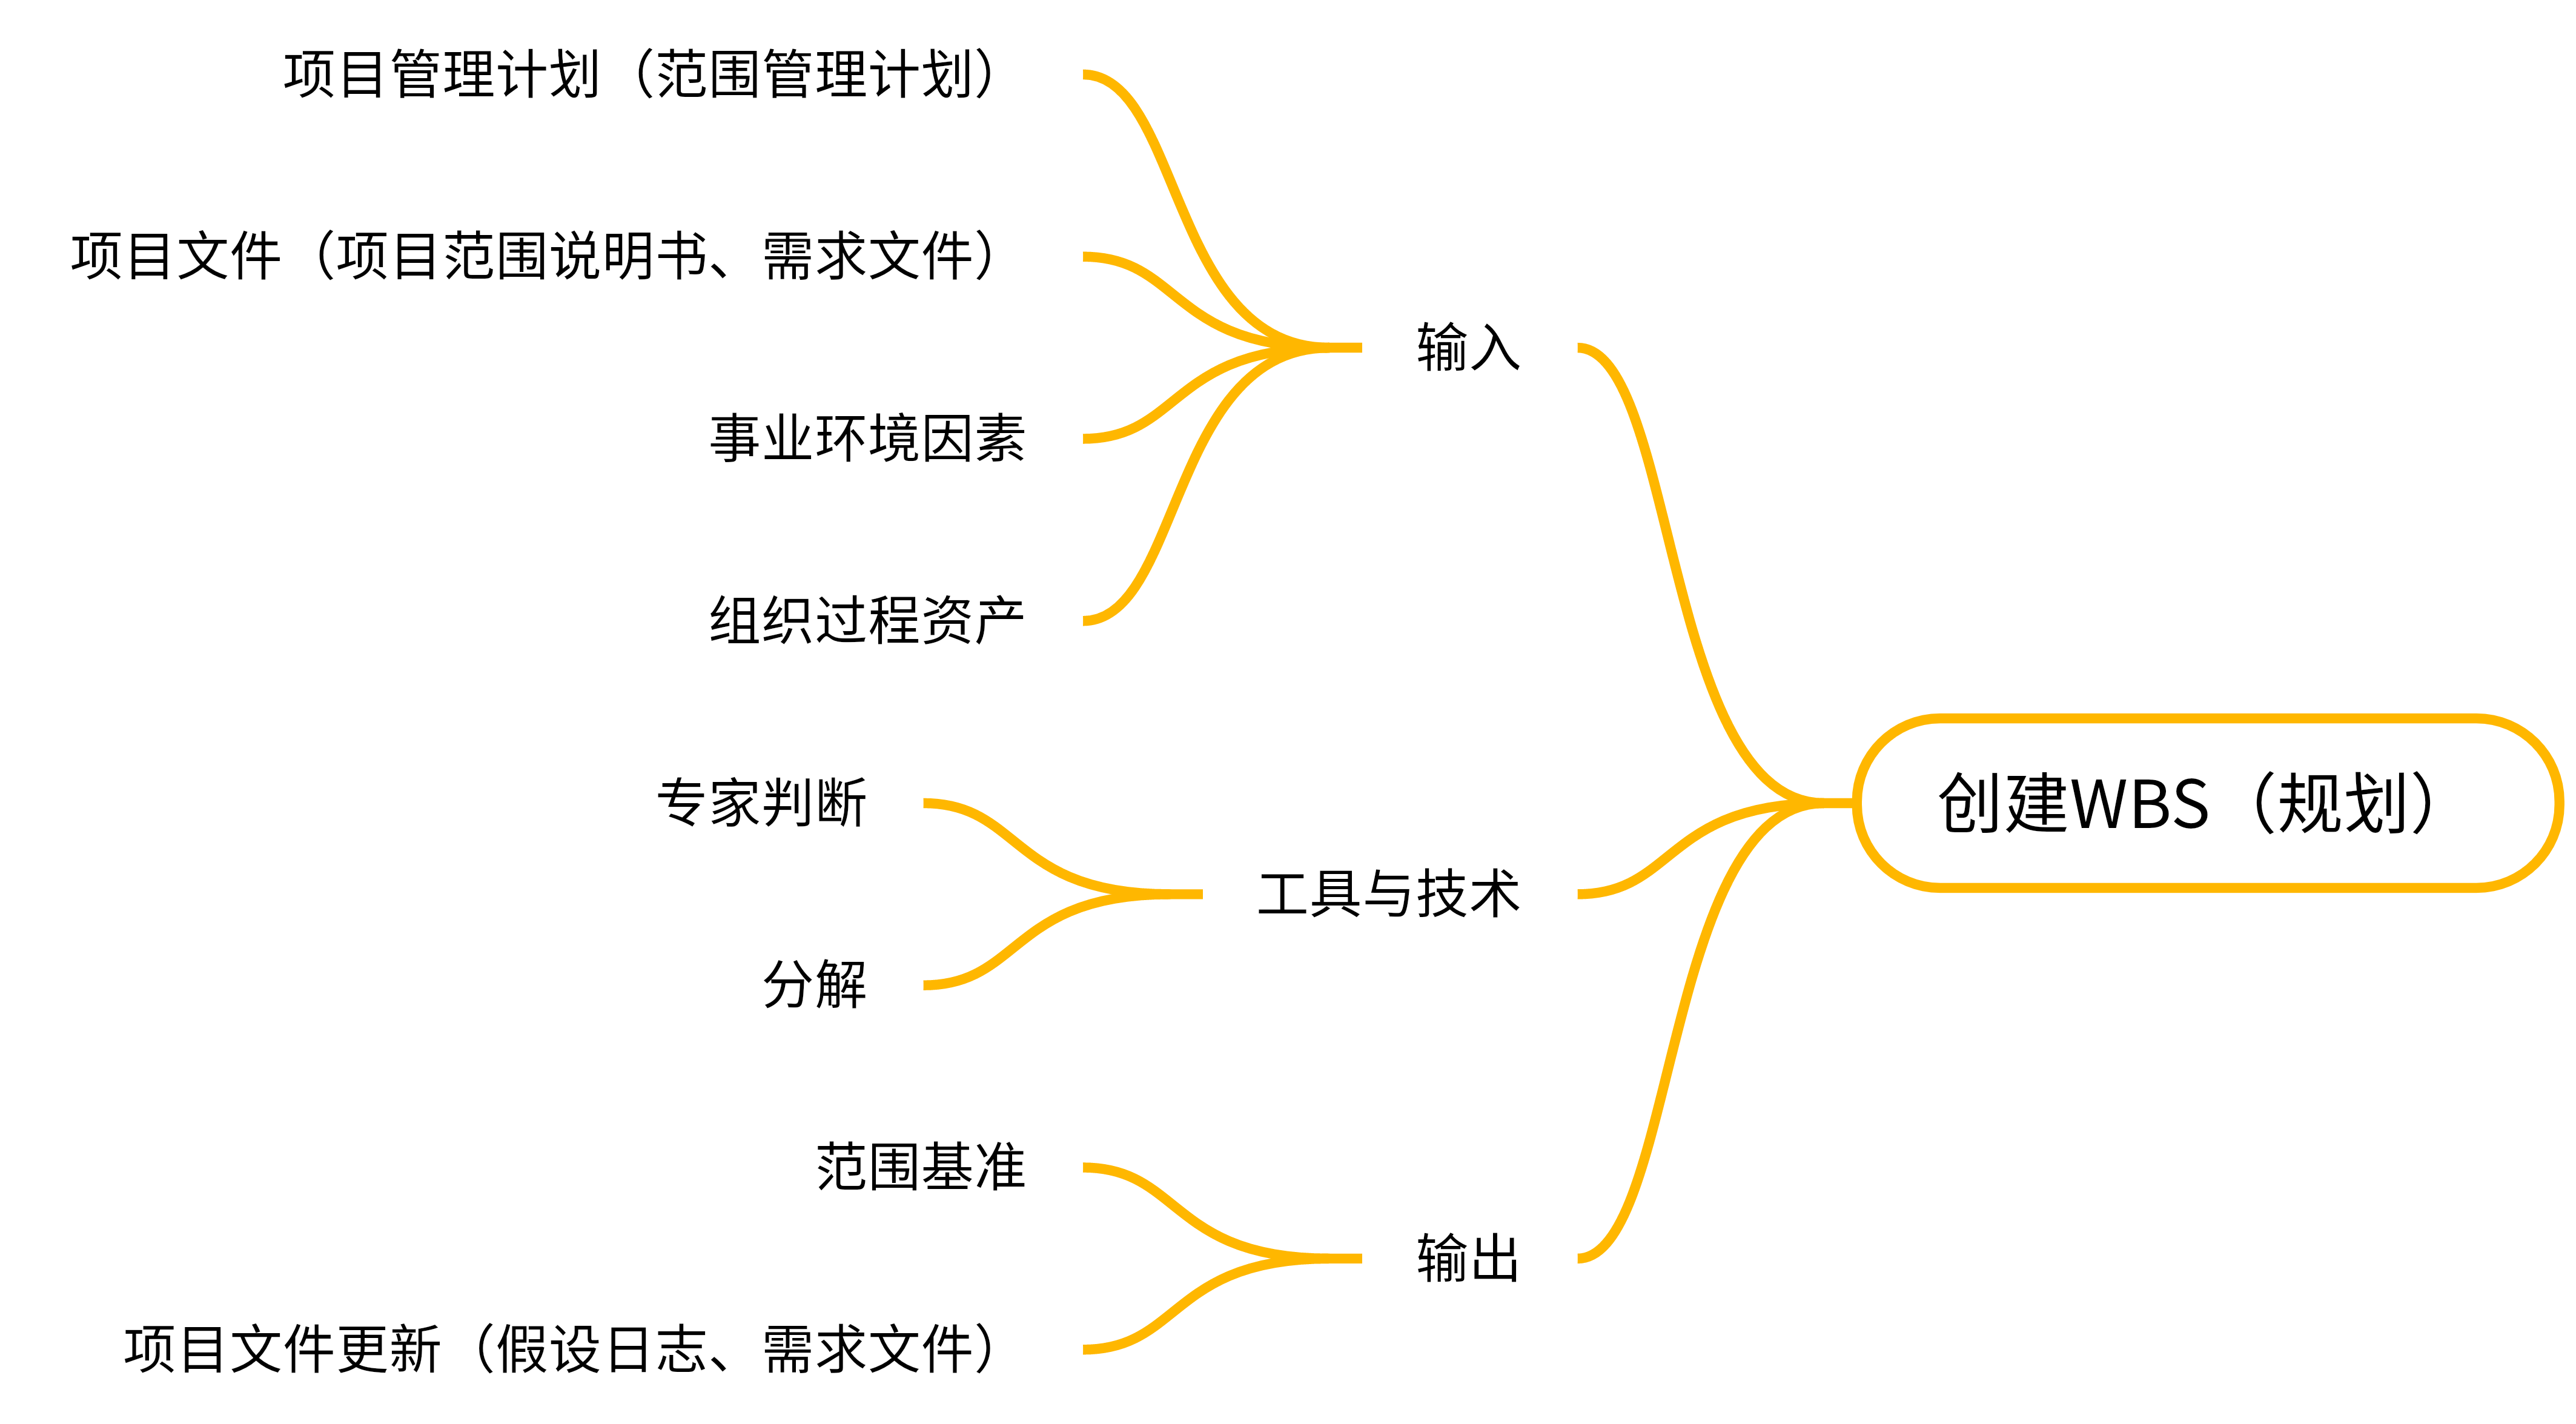 项目管理计划（范围管理计划）
项目文件（项目范围说明书、需求文件）
输入
事业环境因素
组织过程资产
专家判断
创建WBS（规划）
工具与技术
分解
范围基准
输出
项目文件更新（假设日志、需求文件）